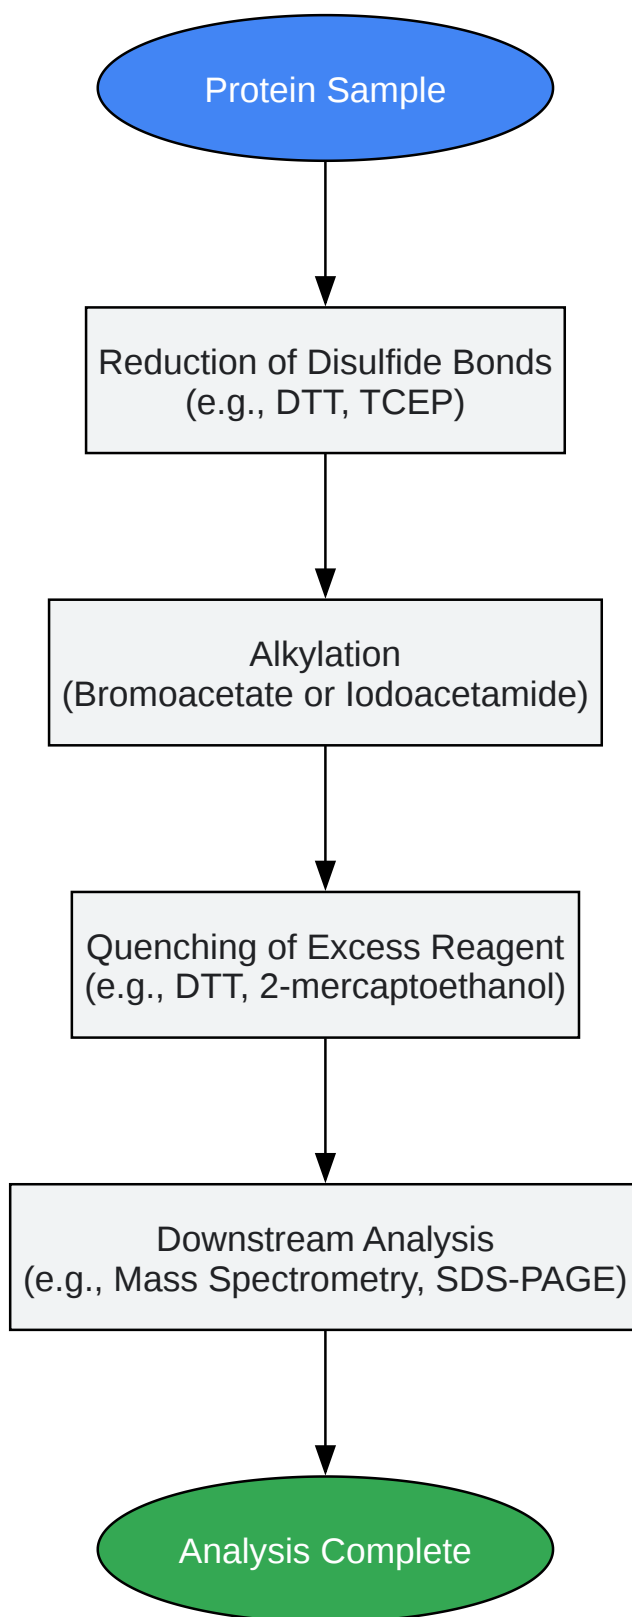 Protein Sample
Reduction of Disulfide Bonds
(e.g., DTT, TCEP)
Alkylation
(Bromoacetate or Iodoacetamide)
Quenching of Excess Reagent
(e.g., DTT, 2-mercaptoethanol)
Downstream Analysis
(e.g., Mass Spectrometry, SDS-PAGE)
Analysis Complete